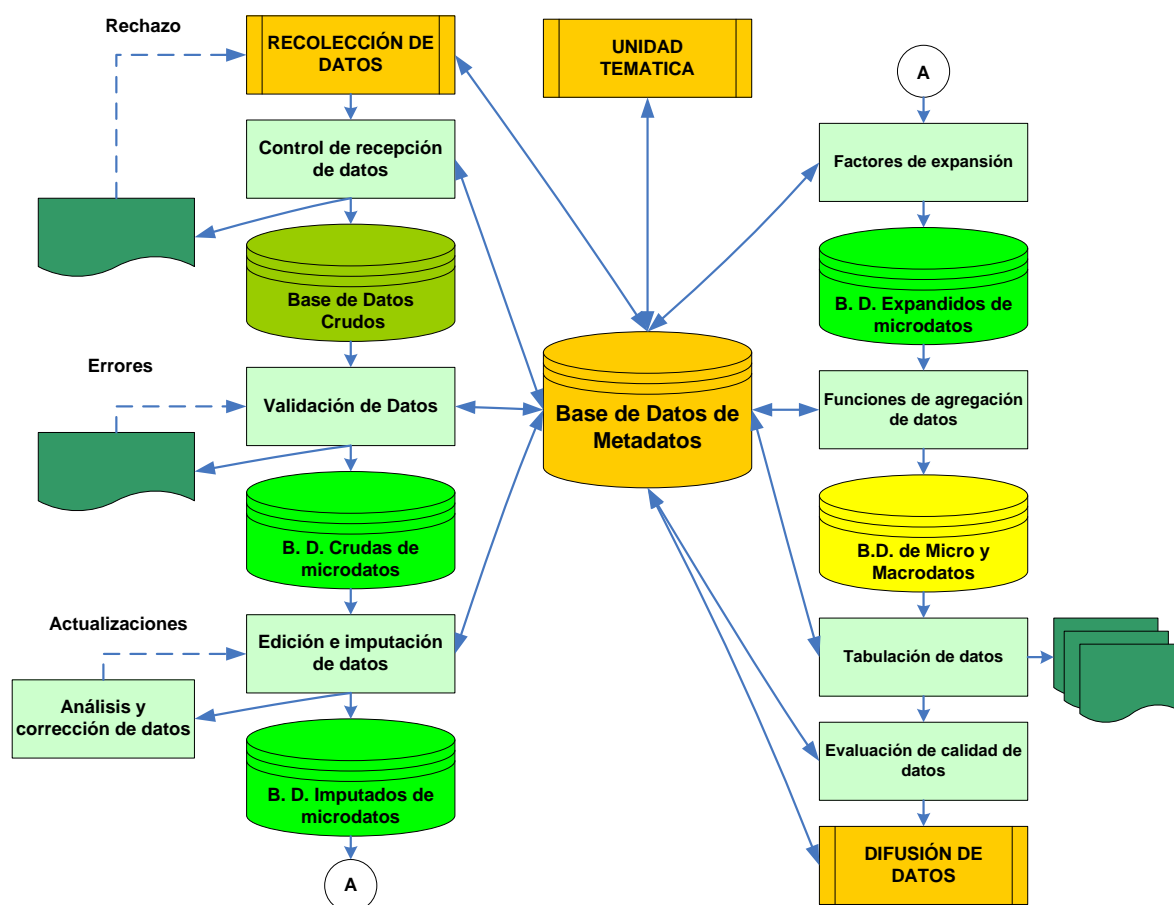 Rechazo
RECOLECCIÓN DE
DATOS
Control de recepción
de datos
Base de Datos
Crudos
Errores
Validación de Datos
B. D. Crudas de
microdatos
Actualizaciones
Edición e imputación
de datos
Análisis y
corrección de datos
B. D. Imputados de
microdatos
A
UNIDAD
TEMATICA
Base de Datos de
Metadatos
A
Factores de expansión
B. D. Expandidos de
microdatos
Funciones de agregación
de datos
B.D. de Micro y
Macrodatos
Tabulación de datos
Evaluación de calidad de
datos
DIFUSIÓN DE
DATOS